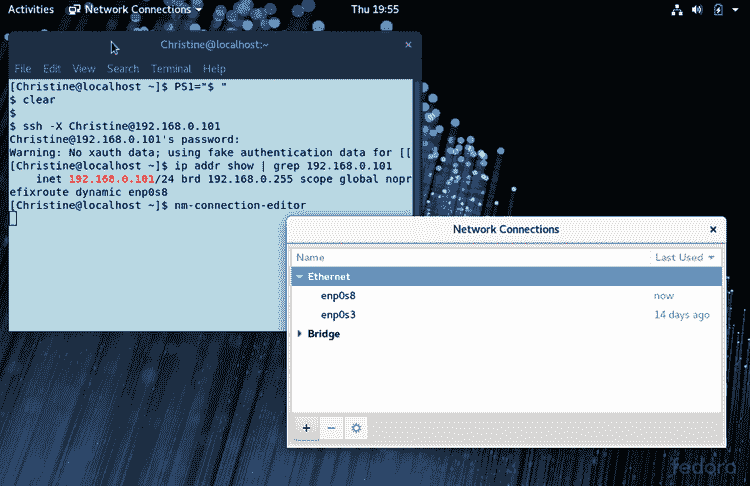 Activities Network Connections Thu 19:55
Christine@localhost:~
File Edit View Search Terminal Help
[Christine@localhost ~]$ PS1="$ "
$ clear
$
$ ssh -X Christine@192.168.0.101
Christine@192.168.0.101's password:
Warning: No xauth data; using fake authentication data for [[
[Christine@localhost ~]$ ip addr show | grep 192.168.0.101
inet 192.168.0.101/24 brd 192.168.0.255 scope global nopr
efixroute dynamic enp0s8
[Christine@localhost ~]$ nm-connection-editor
Network Connections
Name Last Used
Ethernet
enp0s8 now
enp0s3 14 days ago
Bridge
fedora